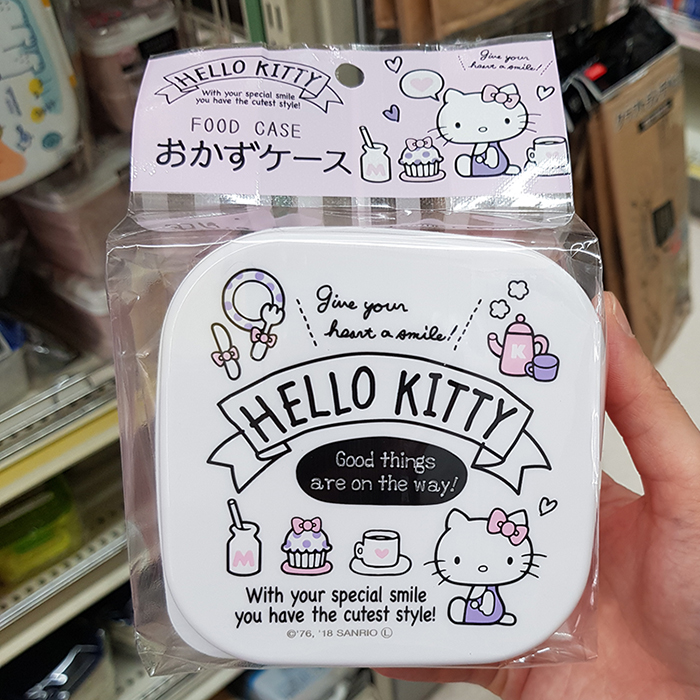 HELLO KITTY
With your special smile
you have the cutest style!
give your
heart a smile!
FOOD CASE
おかずケース
M
M
give your
heart a smile!
K
HELLO KITTY
Good things
are on the way!
M
With your special smile
you have the cutest style!
©'76, '18 SANRIO Ⓛ